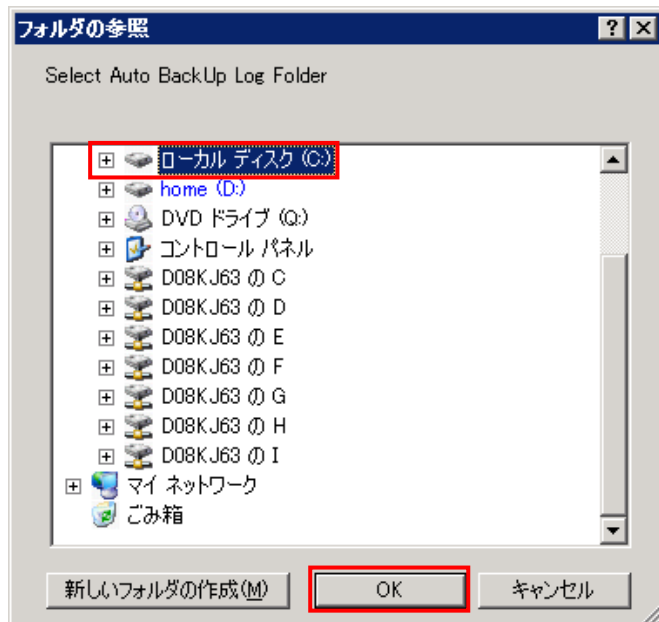 フォルダの参照
Select Auto BackUp Log Folder
ローカル ディスク (C:)
home (D:)
DVD ドライブ (Q:)
コントロール パネル
D08KJ63 の C
D08KJ63 の D
D08KJ63 の E
D08KJ63 の F
D08KJ63 の G
D08KJ63 の H
D08KJ63 の I
マイ ネットワーク
ごみ箱
新しいフォルダの作成(M) OK キャンセル